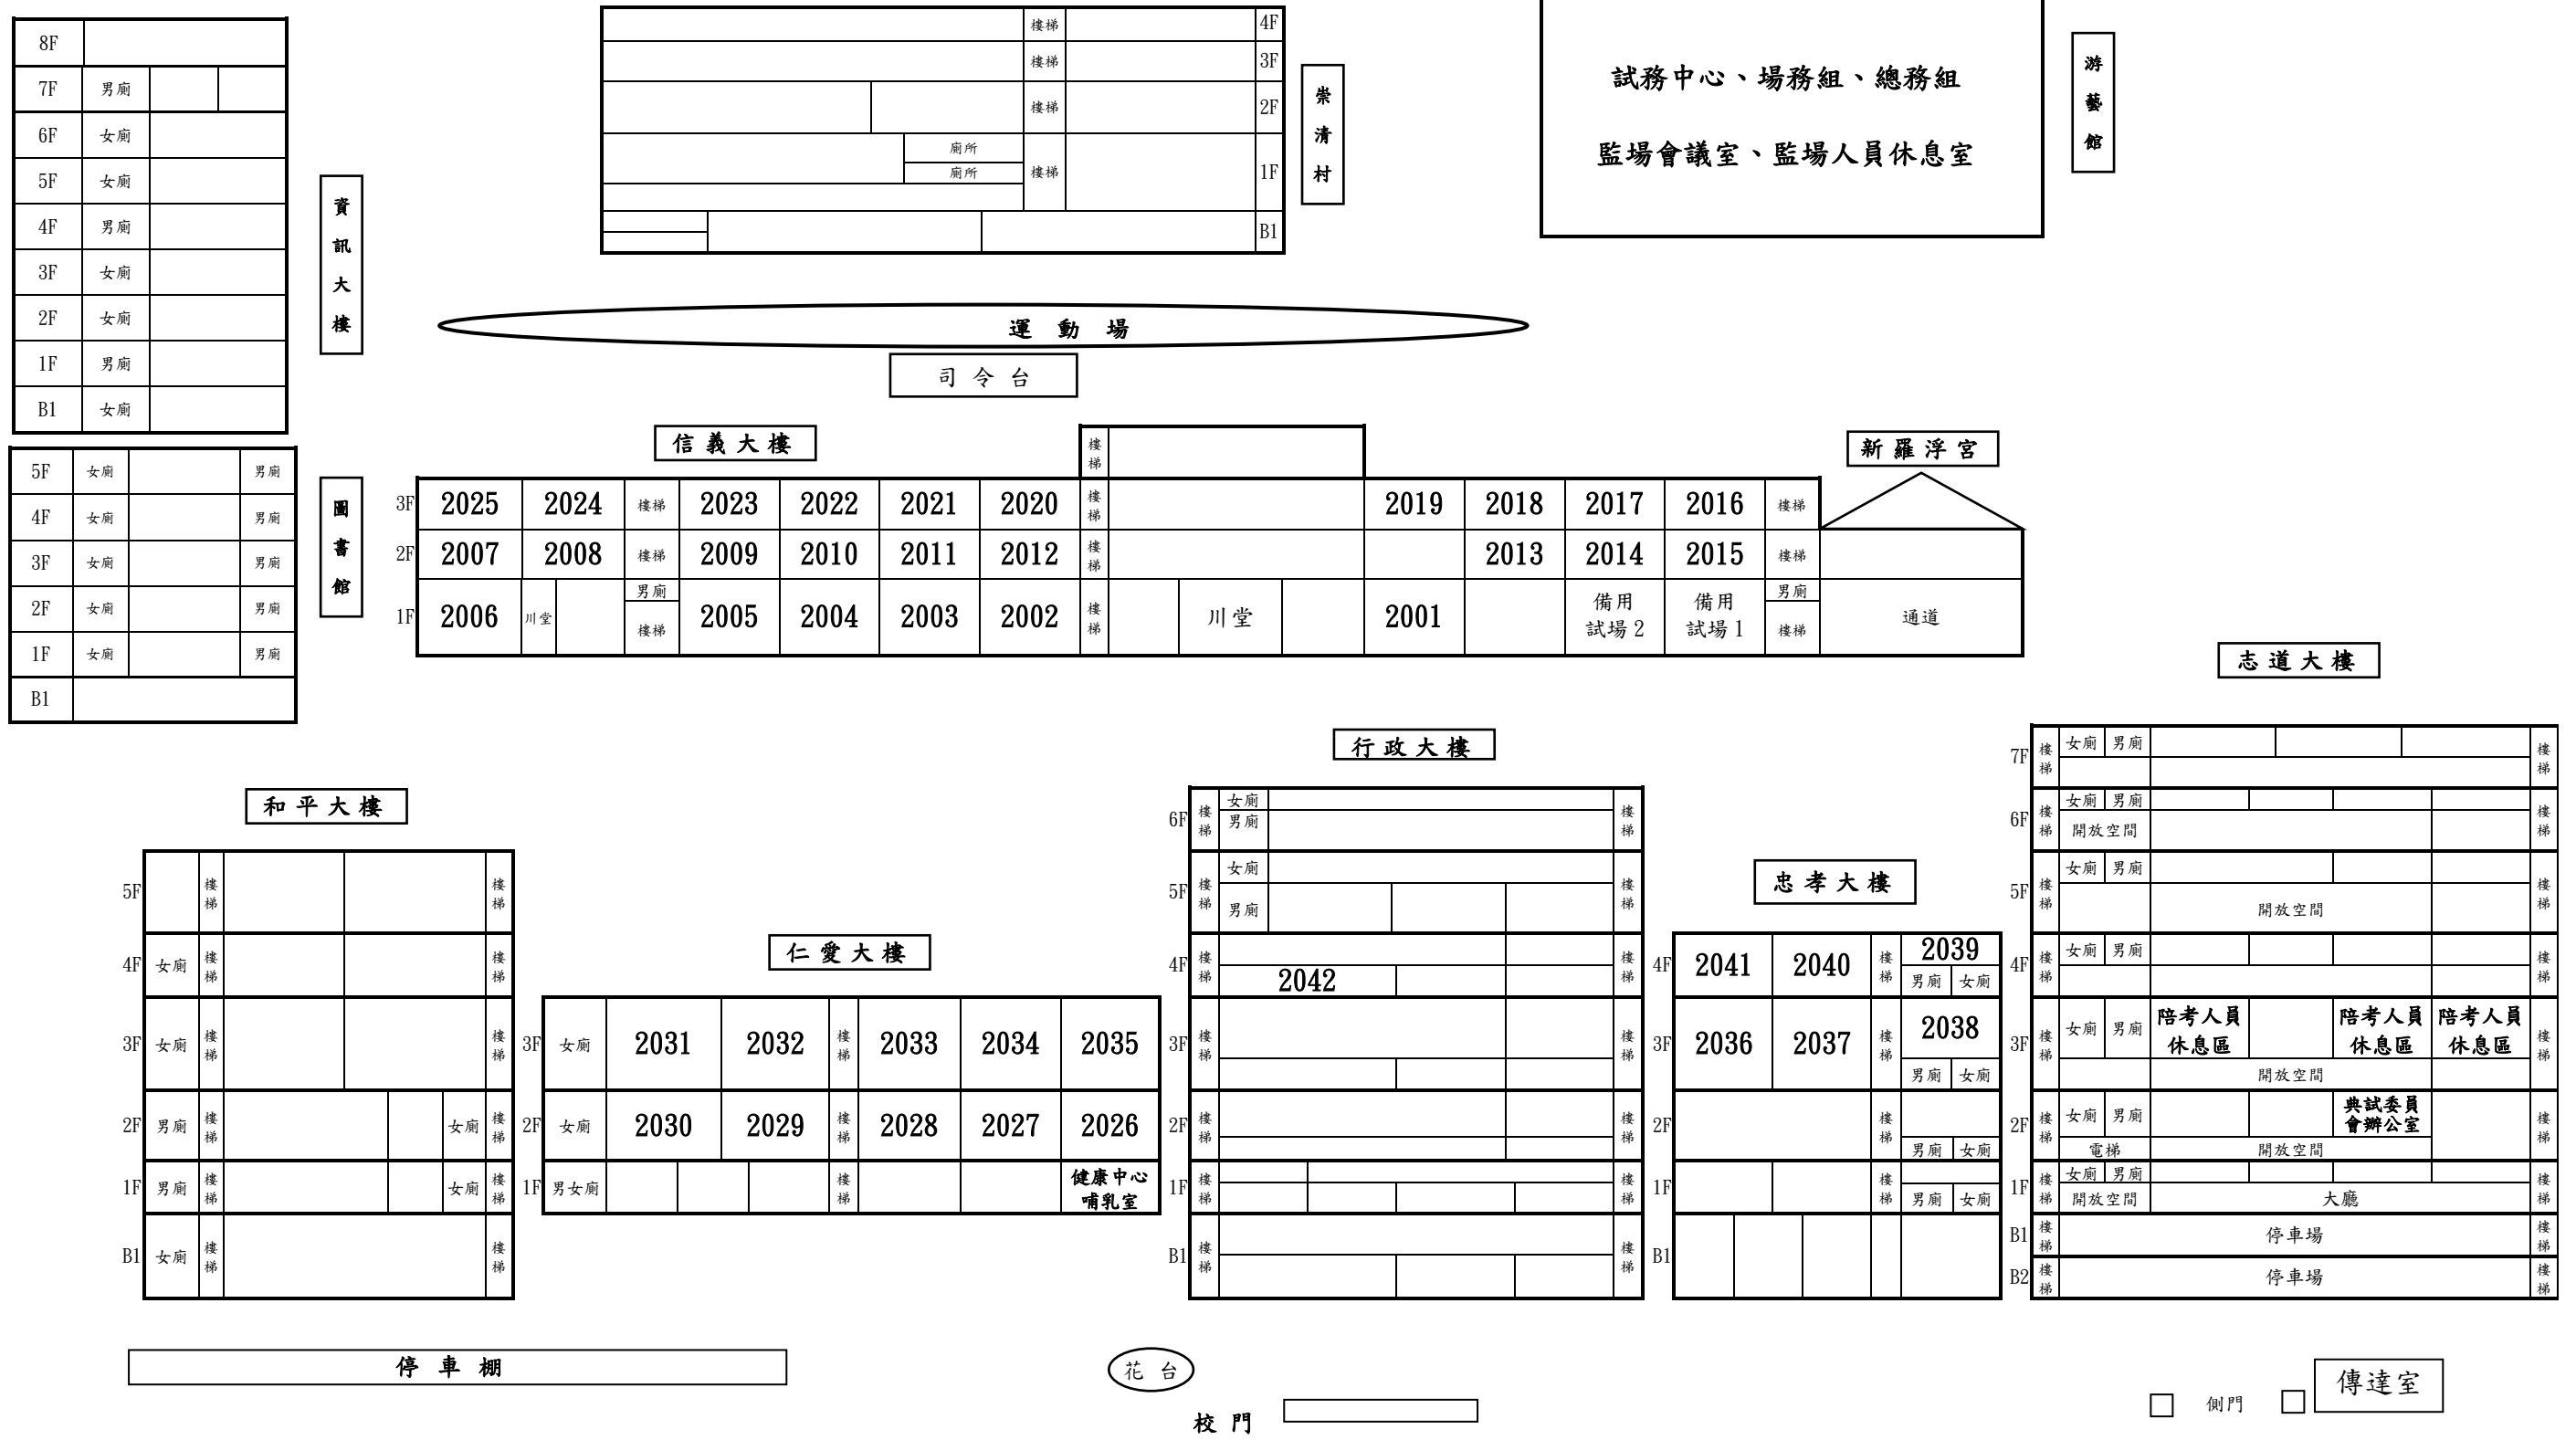 8F
7F 男廁
6F 女廁
5F 女廁
4F 男廁
3F 女廁
2F 女廁
1F 男廁
B1 女廁
資訊大樓
樓梯 4F
樓梯 3F
樓梯 2F
廁所
廁所
樓梯 1F
B1
崇清村
試務中心、場務組、總務組
監場會議室、監場人員休息室
游藝館
運動場
司令台
5F 女廁 男廁
4F 女廁 男廁
3F 女廁 男廁
2F 女廁 男廁
1F 女廁 男廁
B1
圖書館
信義大樓
新羅浮宮
樓梯
3F 2025 2024 樓梯 2023 2022 2021 2020 樓梯 2019 2018 2017 2016 樓梯
2F 2007 2008 樓梯 2009 2010 2011 2012 樓梯 2013 2014 2015 樓梯
1F 2006 川堂 男廁 樓梯 2005 2004 2003 2002 樓梯 川堂 2001 備用試場2 備用試場1 男廁 樓梯 通道
和平大樓
5F 樓梯 樓梯
4F 女廁 樓梯 樓梯
3F 女廁 樓梯 樓梯
2F 男廁 樓梯 女廁 樓梯
1F 男廁 樓梯 女廁 樓梯
B1 女廁 樓梯 樓梯
仁愛大樓
3F 女廁 2031 2032 樓梯 2033 2034 2035
2F 女廁 2030 2029 樓梯 2028 2027 2026
1F 男女廁 樓梯 健康中心
哺乳室
行政大樓
6F 樓梯 女廁 樓梯
男廁
5F 樓梯 女廁 樓梯
男廁
4F 樓梯 樓梯
2042
3F 樓梯 樓梯
2F 樓梯 樓梯
1F 樓梯 樓梯
B1 樓梯 樓梯
忠孝大樓
4F 2041 2040 樓梯 2039
男廁 女廁
3F 2036 2037 樓梯 2038
男廁 女廁
2F 樓梯
男廁 女廁
1F 樓梯
男廁 女廁
B1
志道大樓
7F 樓梯 女廁 男廁 樓梯
6F 樓梯 女廁 男廁 樓梯
開放空間
5F 樓梯 女廁 男廁 樓梯
開放空間
4F 樓梯 女廁 男廁 樓梯
3F 樓梯 女廁 男廁 陪考人員休息區 陪考人員休息區 陪考人員休息區 樓梯
開放空間
2F 樓梯 女廁 男廁 典試委員會辦公室 樓梯
電梯 開放空間
1F 樓梯 女廁 男廁 樓梯
開放空間 大廳
B1 樓梯 停車場 樓梯
B2 樓梯 停車場 樓梯
停車棚
花台
校門
側門
傳達室